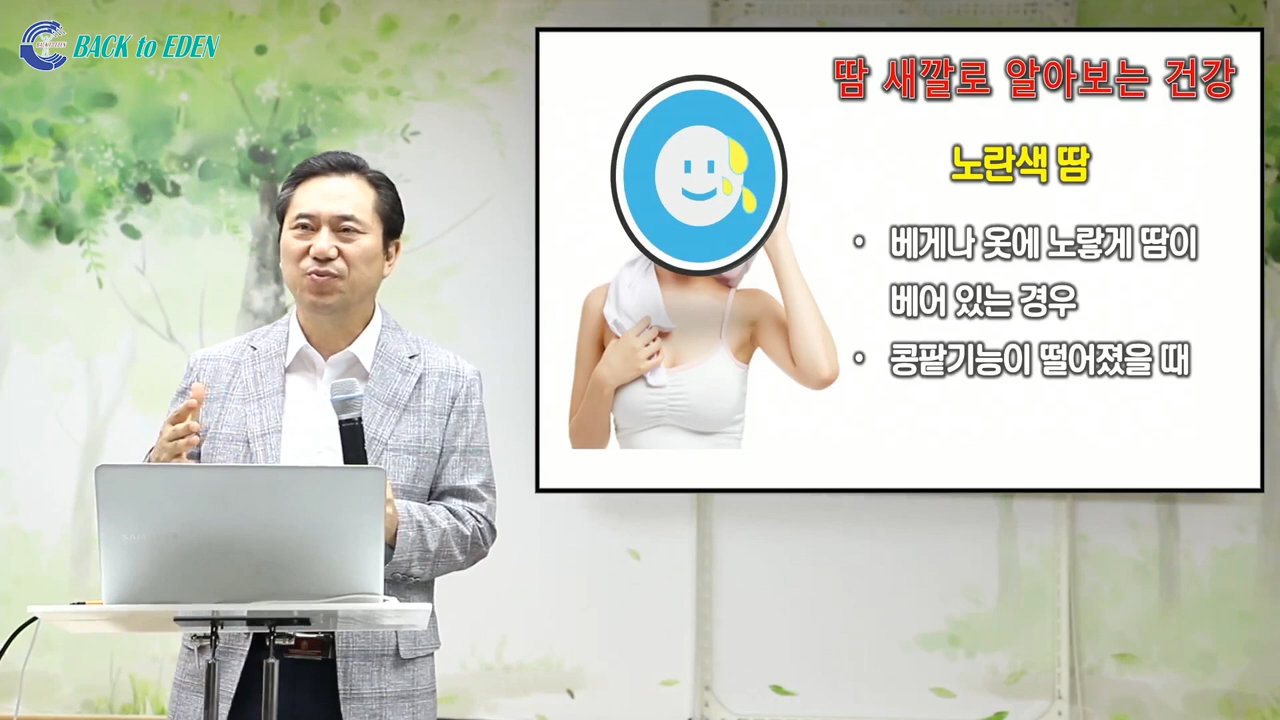 BACK to EDEN
땀 새깔로 알아보는 건강
노란색 땀
• 베게나 옷에 노랗게 땀이
베어 있는 경우
• 콩팥기능이 떨어졌을 때